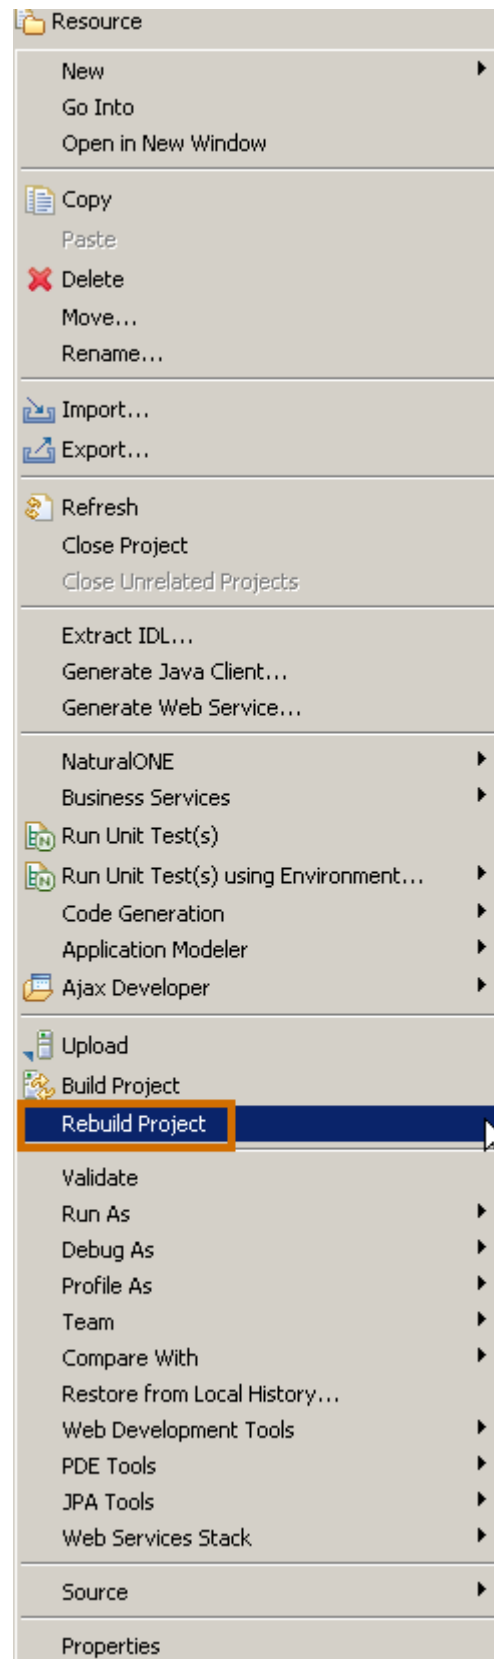 Resource
New
Go Into
Open in New Window
Copy
Paste
Delete
Move...
Rename...
Import...
Export...
Refresh
Close Project
Close Unrelated Projects
Extract IDL...
Generate Java Client...
Generate Web Service...
NaturalONE
Business Services
Run Unit Test(s)
Run Unit Test(s) using Environment...
Code Generation
Application Modeler
Ajax Developer
Upload
Build Project
Rebuild Project
Validate
Run As
Debug As
Profile As
Team
Compare With
Restore from Local History...
Web Development Tools
PDE Tools
JPA Tools
Web Services Stack
Source
Properties